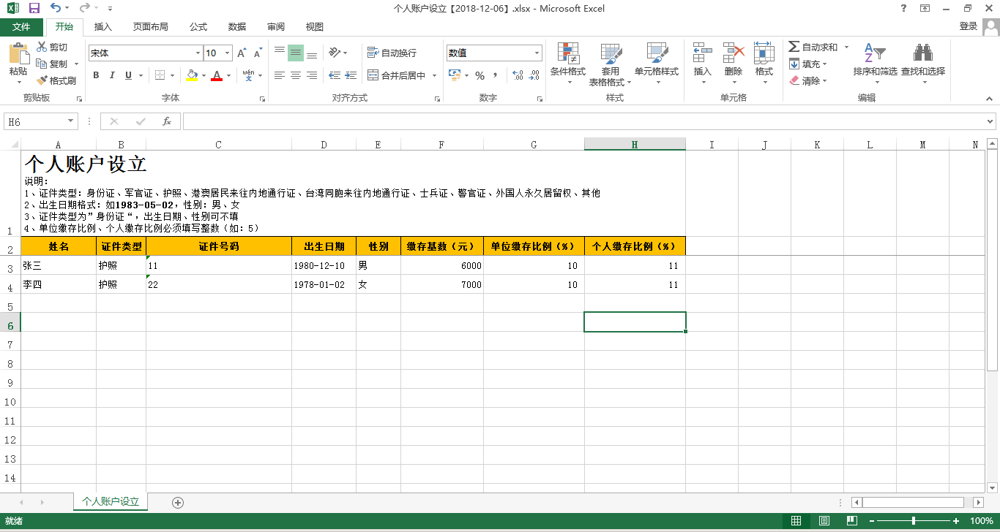 个人账户设立【2018-12-06】.xlsx - Microsoft Excel
文件 开始 插入 页面布局 公式 数据 审阅 视图 登录
粘贴 剪切 复制 格式刷
宋体 10
B I U
自动换行
合并后居中
数值
%
条件格式 套用表格格式 单元格样式
插入 删除 格式
自动求和
填充
清除
排序和筛选 查找和选择
剪贴板 字体 对齐方式 数字 样式 单元格 编辑
H6 fx
A B C D E F G H I J K L M N
个人账户设立
说明:
1、证件类型: 身份证、军官证、护照、港澳居民来往内地通行证、台湾同胞来往内地通行证、士兵证、警官证、外国人永久居留权、其他
2、出生日期格式: 如1983-05-02, 性别: 男、女
3、证件类型为”身份证“, 出生日期、性别可不填
1 4、单位缴存比例、个人缴存比例必须填写整数（如: 5）
2 姓名 证件类型 证件号码 出生日期 性别 缴存基数（元） 单位缴存比例（%） 个人缴存比例（%）
3 张三 护照 11 1980-12-10 男 6000 10 11
4 李四 护照 22 1978-01-02 女 7000 10 11
5
6
7
8
9
10
11
12
13
14
个人账户设立
就绪 100%